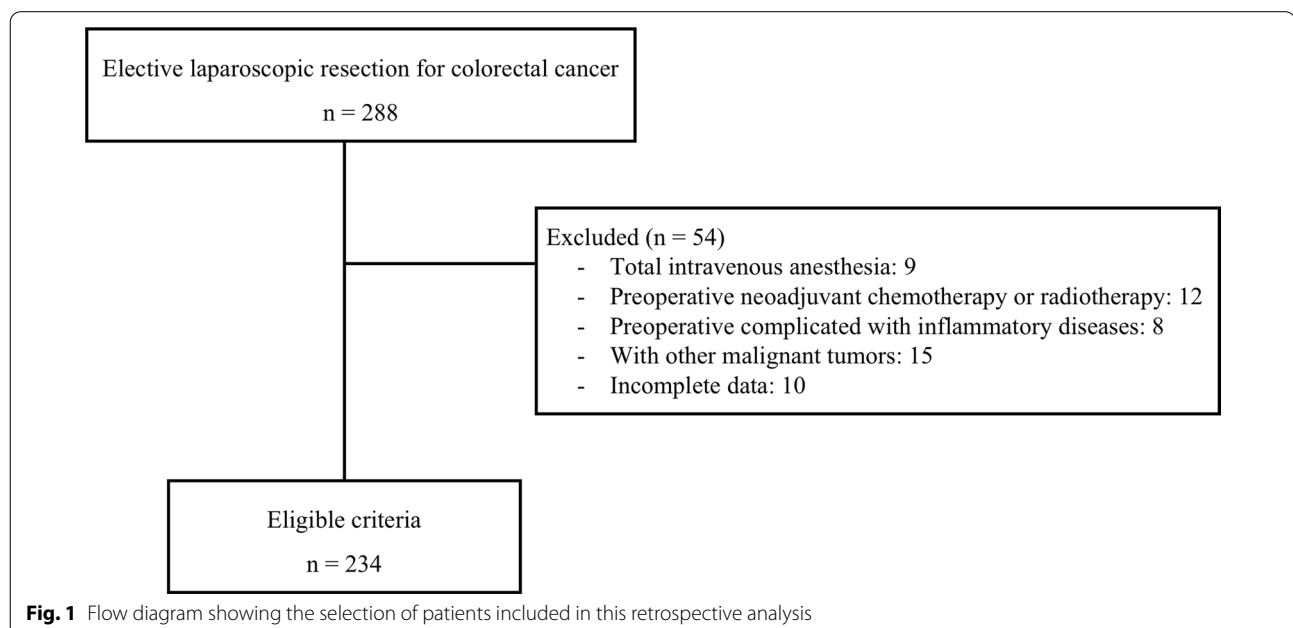 Elective laparoscopic resection for colorectal cancer
n = 288
Excluded (n = 54)
- Total intravenous anesthesia: 9
- Preoperative neoadjuvant chemotherapy or radiotherapy: 12
- Preoperative complicated with inflammatory diseases: 8
- With other malignant tumors: 15
- Incomplete data: 10
Eligible criteria
n = 234
Fig. 1 Flow diagram showing the selection of patients included in this retrospective analysis